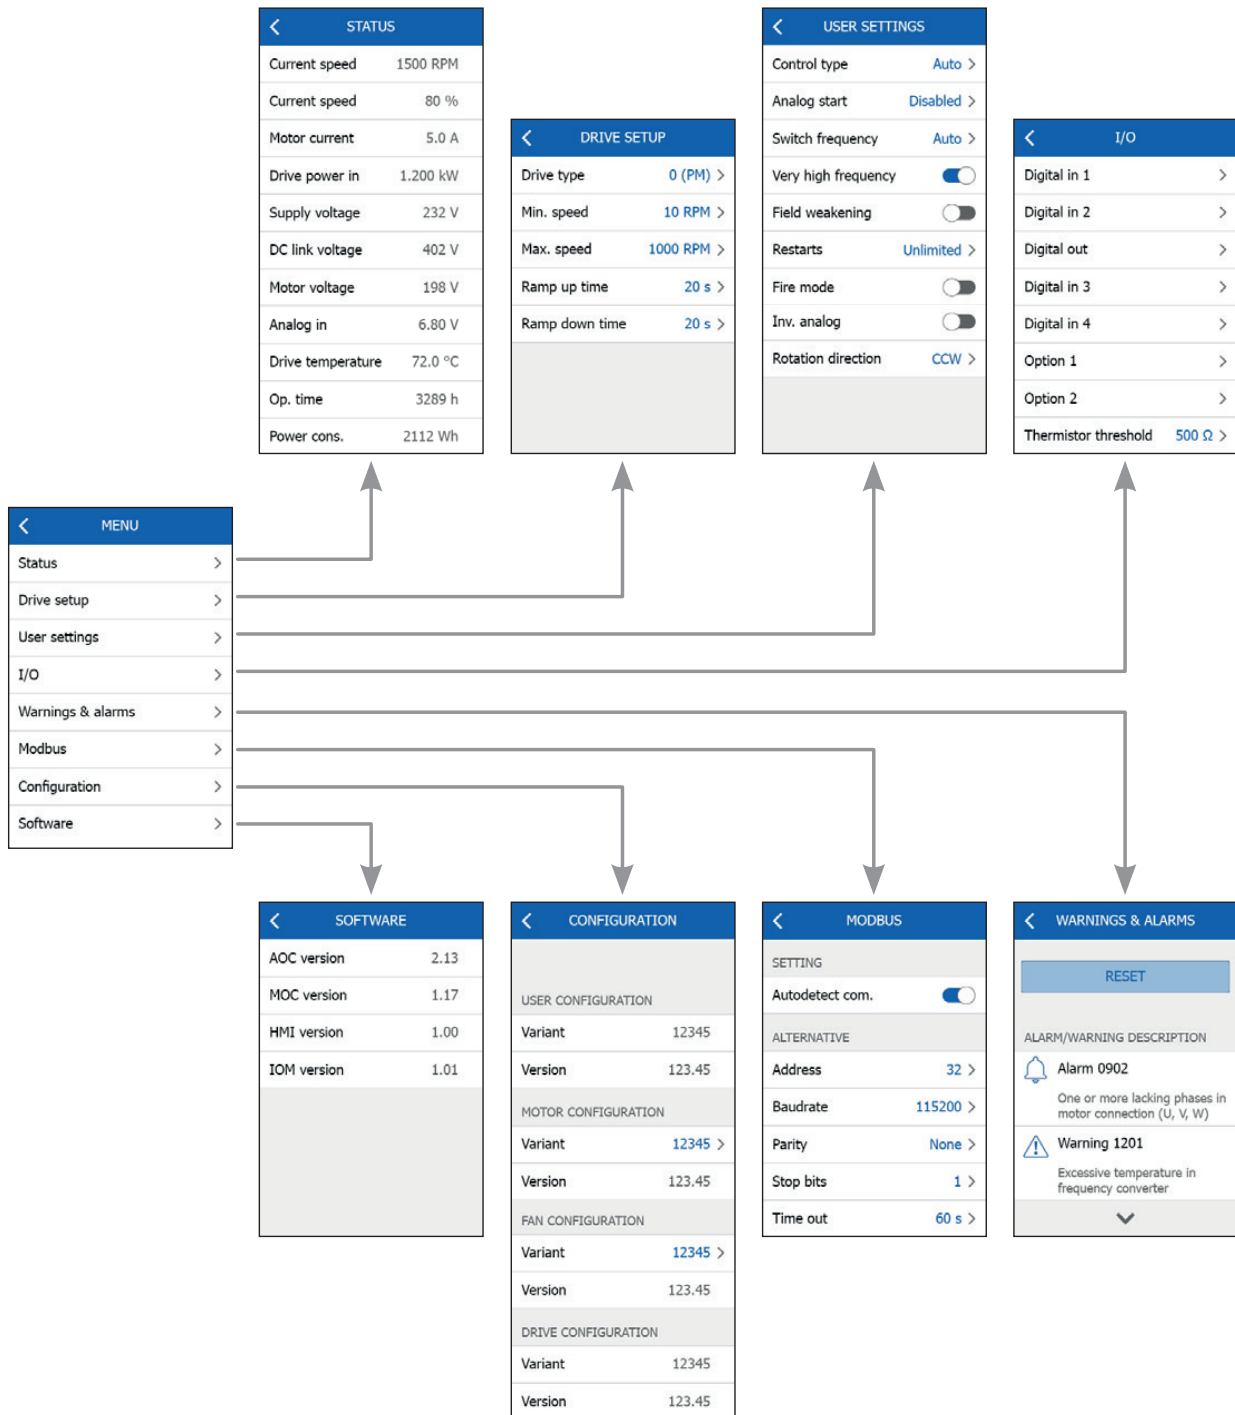 STATUS
Current speed 1500 RPM
Current speed 80 %
Motor current 5.0 A
Drive power in 1.200 kW
Supply voltage 232 V
DC link voltage 402 V
Motor voltage 198 V
Analog in 6.80 V
Drive temperature 72.0 °C
Op. time 3289 h
Power cons. 2112 Wh
DRIVE SETUP
Drive type 0 (PM)
Min. speed 10 RPM
Max. speed 1000 RPM
Ramp up time 20 s
Ramp down time 20 s
USER SETTINGS
Control type Auto
Analog start Disabled
Switch frequency Auto
Very high frequency
Field weakening
Restarts Unlimited
Fire mode
Inv. analog
Rotation direction CCW
I/O
Digital in 1
Digital in 2
Digital out
Digital in 3
Digital in 4
Option 1
Option 2
Thermistor threshold 500 Ω
MENU
Status
Drive setup
User settings
I/O
Warnings & alarms
Modbus
Configuration
Software
SOFTWARE
AOC version 2.13
MOC version 1.17
HMI version 1.00
IOM version 1.01
CONFIGURATION
USER CONFIGURATION
Variant 12345
Version 123.45
MOTOR CONFIGURATION
Variant 12345
Version 123.45
FAN CONFIGURATION
Variant 12345
Version 123.45
DRIVE CONFIGURATION
Variant 12345
Version 123.45
MODBUS
SETTING
Autodetect com.
ALTERNATIVE
Address 32
Baudrate 115200
Parity None
Stop bits 1
Time out 60 s
WARNINGS & ALARMS
RESET
ALARM/WARNING DESCRIPTION
Alarm 0902
One or more lacking phases in
motor connection (U, V, W)
Warning 1201
Excessive temperature in
frequency converter